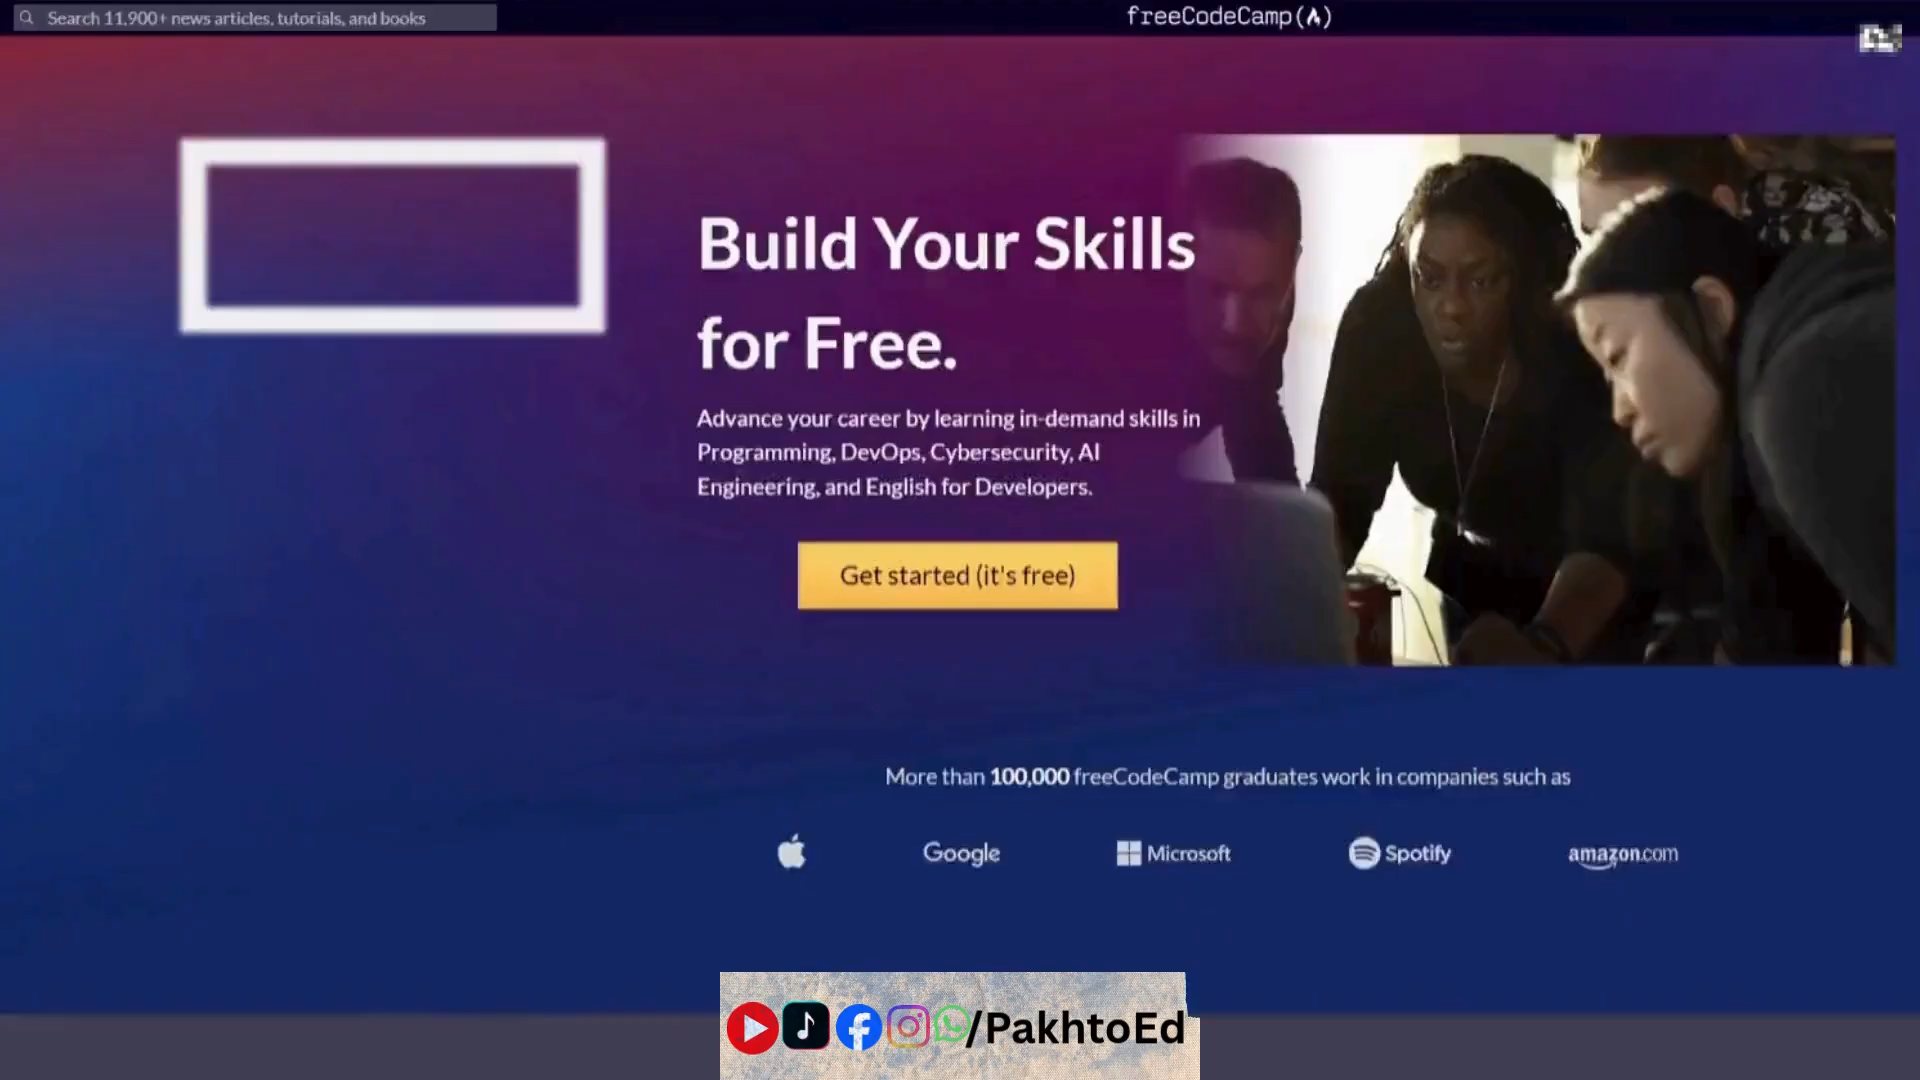 Search 11,900+ news articles, tutorials, and books
freeCodeCamp
Build Your Skills
for Free.
Advance your career by learning in-demand skills in
Programming, DevOps, Cybersecurity, AI
Engineering, and English for Developers.
Get started (it's free)
More than 100,000 freeCodeCamp graduates work in companies such as
Google
Microsoft
Spotify
amazon.com
/PakhtoEd